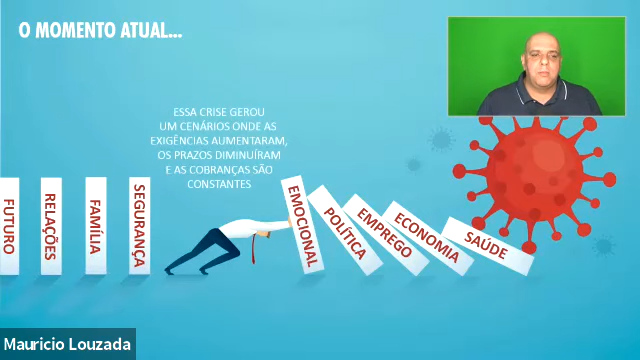 O MOMENTO ATUAL...
ESSA CRISE GEROU
UM CENÁRIOS ONDE AS
EXIGÊNCIAS AUMENTARAM,
OS PRAZOS DIMINUÍRAM
E AS COBRANÇAS SÃO
CONSTANTES
FUTURO
RELAÇÕES
FAMÍLIA
SEGURANÇA
EMOCIONAL
POLÍTICA
EMPREGO
ECONOMIA
SAÚDE
Maurício Louzada